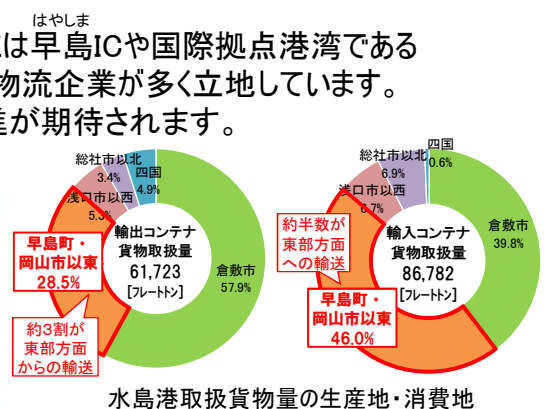 はやしま
は早島ICや国際拠点港湾である
物流企業が多く立地しています。
進が期待されます。
総社市以北
3.4%
四国
4.9%
浅口市以西
5.3%
輸出コンテナ
貨物取扱量
61,723
[フレートトン]
倉敷市
57.9%
早島町・
岡山市以東
28.5%
約3割が
東部方面
からの輸送
四国
0.6%
総社市以北
6.9%
浅口市以西
6.7%
輸入コンテナ
貨物取扱量
86,782
[フレートトン]
倉敷市
39.8%
約半数が
東部方面
への輸送
早島町・
岡山市以東
46.0%
水島港取扱貨物量の生産地・消費地